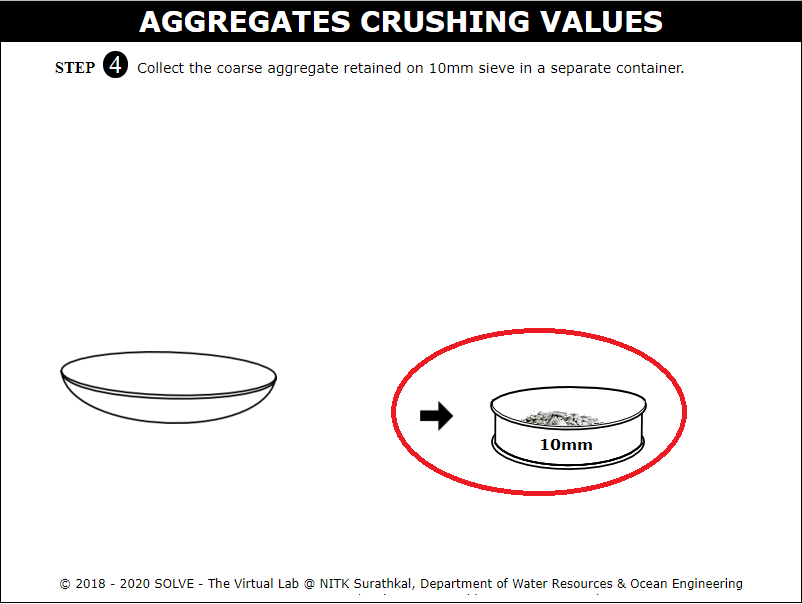 AGGREGATES CRUSHING VALUES
STEP 4 Collect the coarse aggregate retained on 10mm sieve in a separate container.
10mm
© 2018 - 2020 SOLVE - The Virtual Lab @ NITK Surathkal, Department of Water Resources & Ocean Engineering